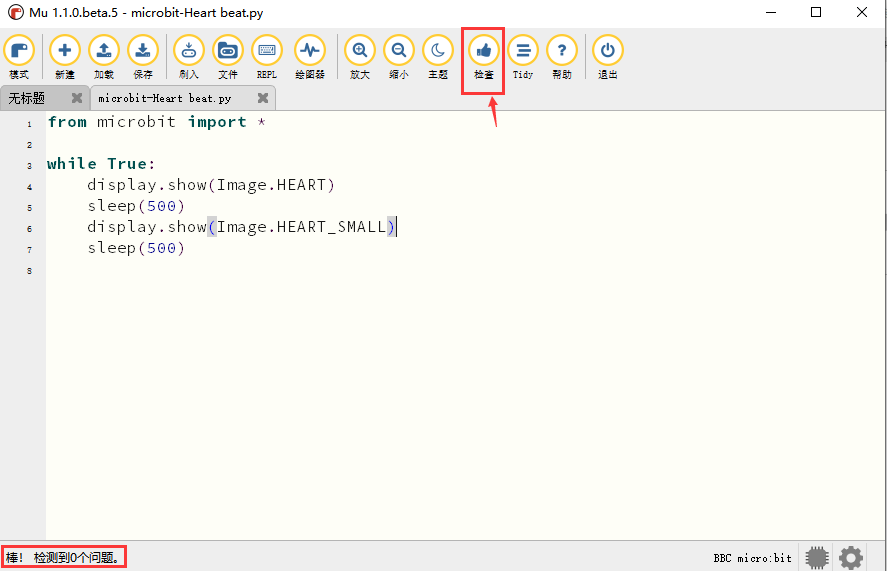 Mu 1.1.0.beta.5 - microbit-Heart beat.py
模式 新建 加载 保存 刷入 文件 REPL 绘图器 放大 缩小 主题 检查 Tidy 帮助 退出
无标题 microbit-Heart beat.py
1 from microbit import *
2
3 while True:
4     display.show(Image.HEART)
5     sleep(500)
6     display.show(Image.HEART_SMALL)
7     sleep(500)
8
棒! 检测到0个问题。 BBC micro:bit